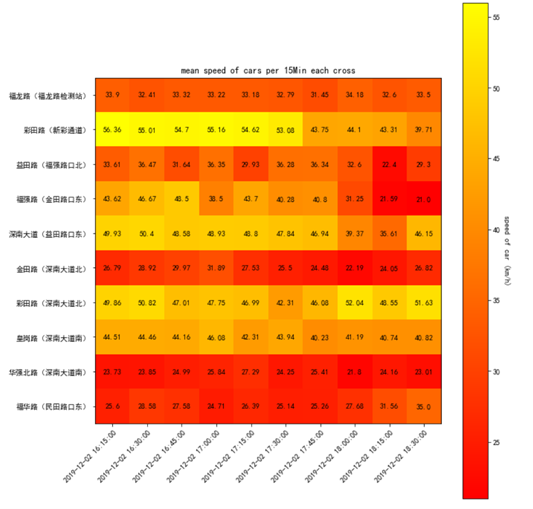 mean speed of cars per 15Min each cross
福龙路（福龙路检测站） 33.9 32.41 33.32 33.22 33.18 32.79 31.45 34.18 32.6 33.5
彩田路（新彩通道） 56.36 55.01 54.7 55.16 54.62 53.08 43.75 44.1 43.31 39.71
益田路（福强路口北） 33.61 36.47 31.64 36.35 29.93 36.28 36.34 32.6 22.4 29.3
福强路（金田路口东） 43.62 46.67 48.5 38.5 43.7 40.28 40.8 31.25 21.59 21.0
深南大道（益田路口东） 49.93 50.4 48.58 48.93 48.8 47.84 46.94 39.37 35.61 46.15
金田路（深南大道北） 26.79 28.92 29.97 31.89 27.53 25.5 24.48 22.19 24.05 26.82
彩田路（深南大道北） 49.86 50.82 47.01 47.75 46.99 42.31 46.08 52.04 48.55 51.63
皇岗路（深南大道南） 44.51 44.46 44.16 46.08 42.31 43.94 40.23 41.19 40.74 40.82
华强北路（深南大道南） 23.73 23.85 24.99 25.84 27.29 24.25 25.41 21.8 24.16 23.01
福华路（民田路口东） 25.6 28.58 27.58 24.71 26.39 25.14 25.26 27.68 31.56 35.0
2019-12-02 16:15:00
2019-12-02 16:30:00
2019-12-02 16:45:00
2019-12-02 17:00:00
2019-12-02 17:15:00
2019-12-02 17:30:00
2019-12-02 17:45:00
2019-12-02 18:00:00
2019-12-02 18:15:00
2019-12-02 18:30:00
55
50
45
40
35
30
25
speed of car (km/h)